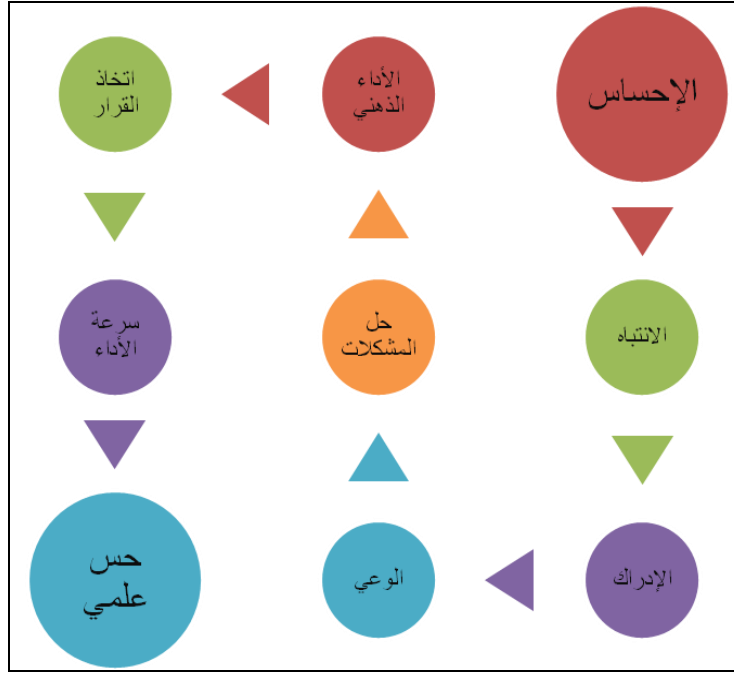 الإحساس
الانتباه
الإدراك
الوعي
حل
المشكلات
الأداء
الذهني
اتخاذ
القرار
سرعة
الأداء
حس
علمي